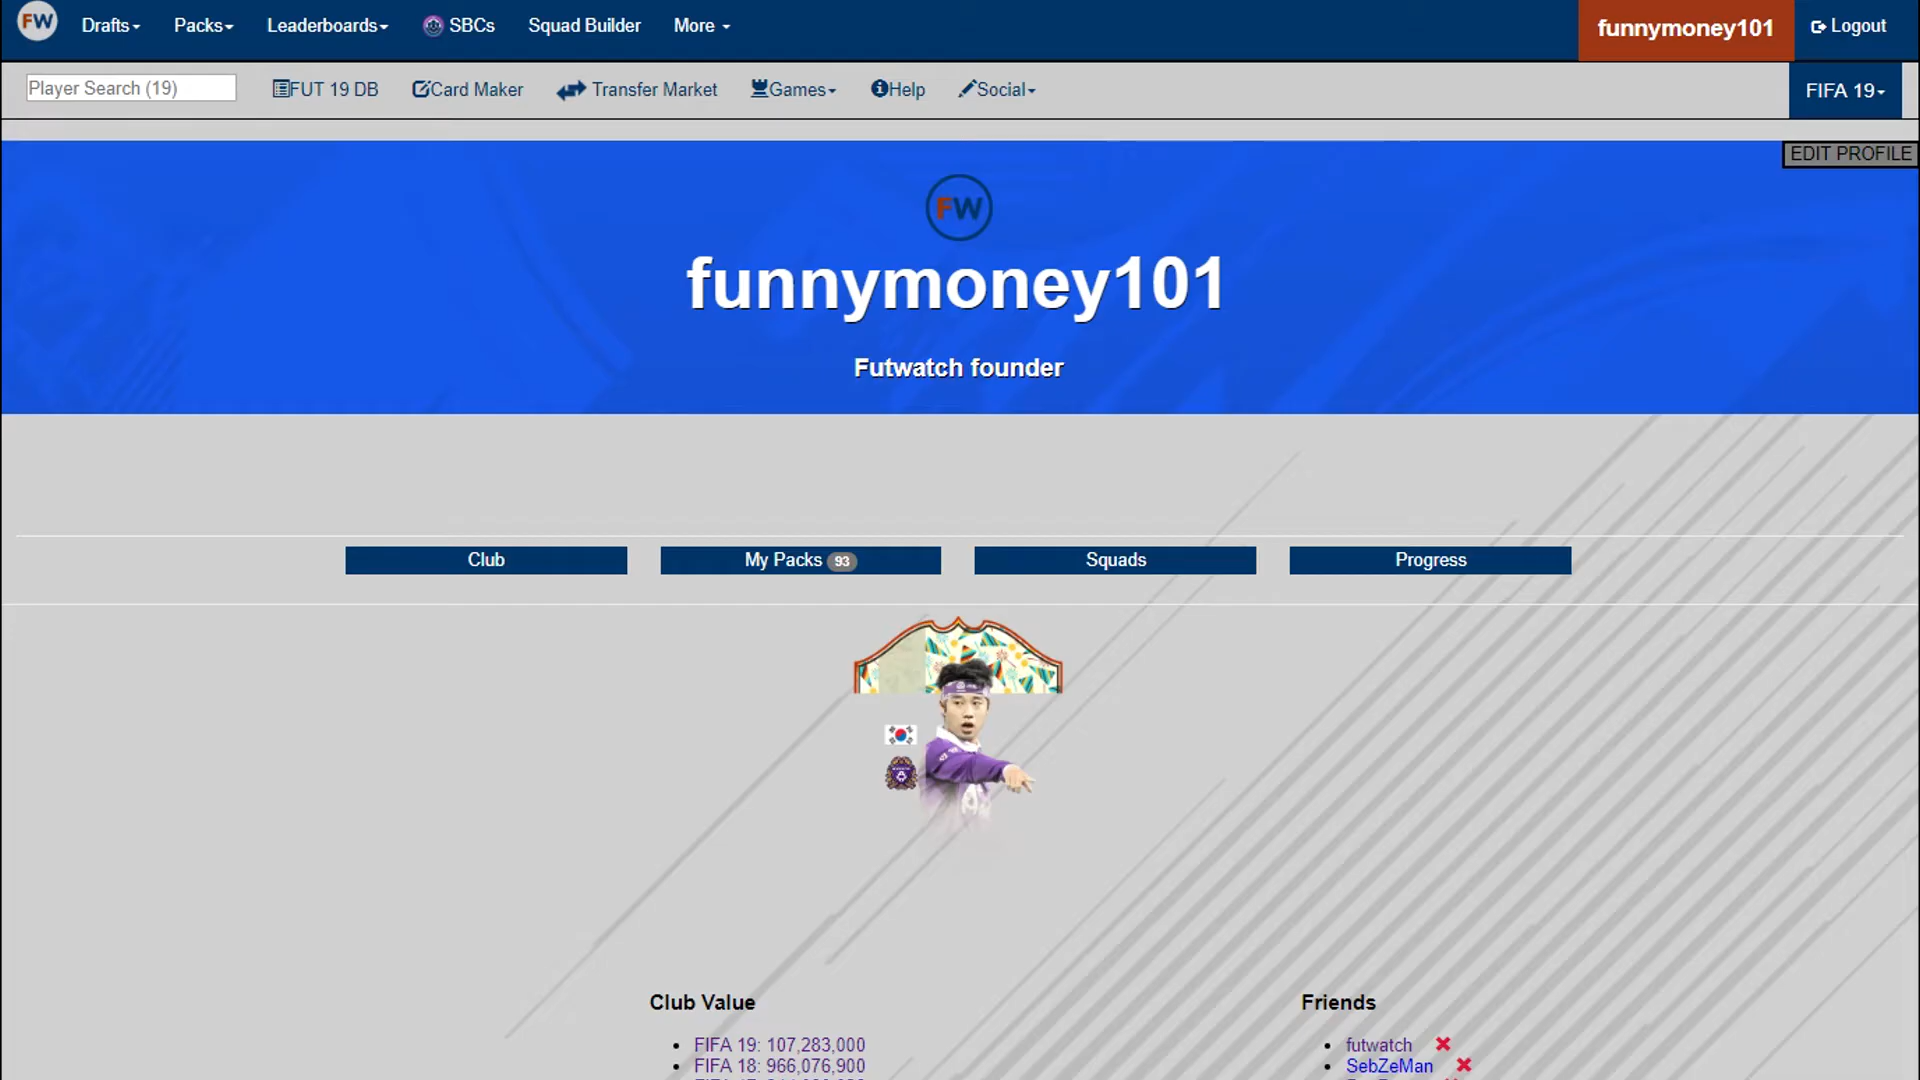 FW Drafts Packs Leaderboards SBCs Squad Builder More funnymoney101 Logout
Player Search (19) FUT 19 DB Card Maker Transfer Market Games Help Social FIFA 19
EDIT PROFILE
FW
funnymoney101
Futwatch founder
Club My Packs 93 Squads Progress
Club Value Friends
FIFA 19: 107,283,000 futwatch
FIFA 18: 966,076,900 SebZeMan